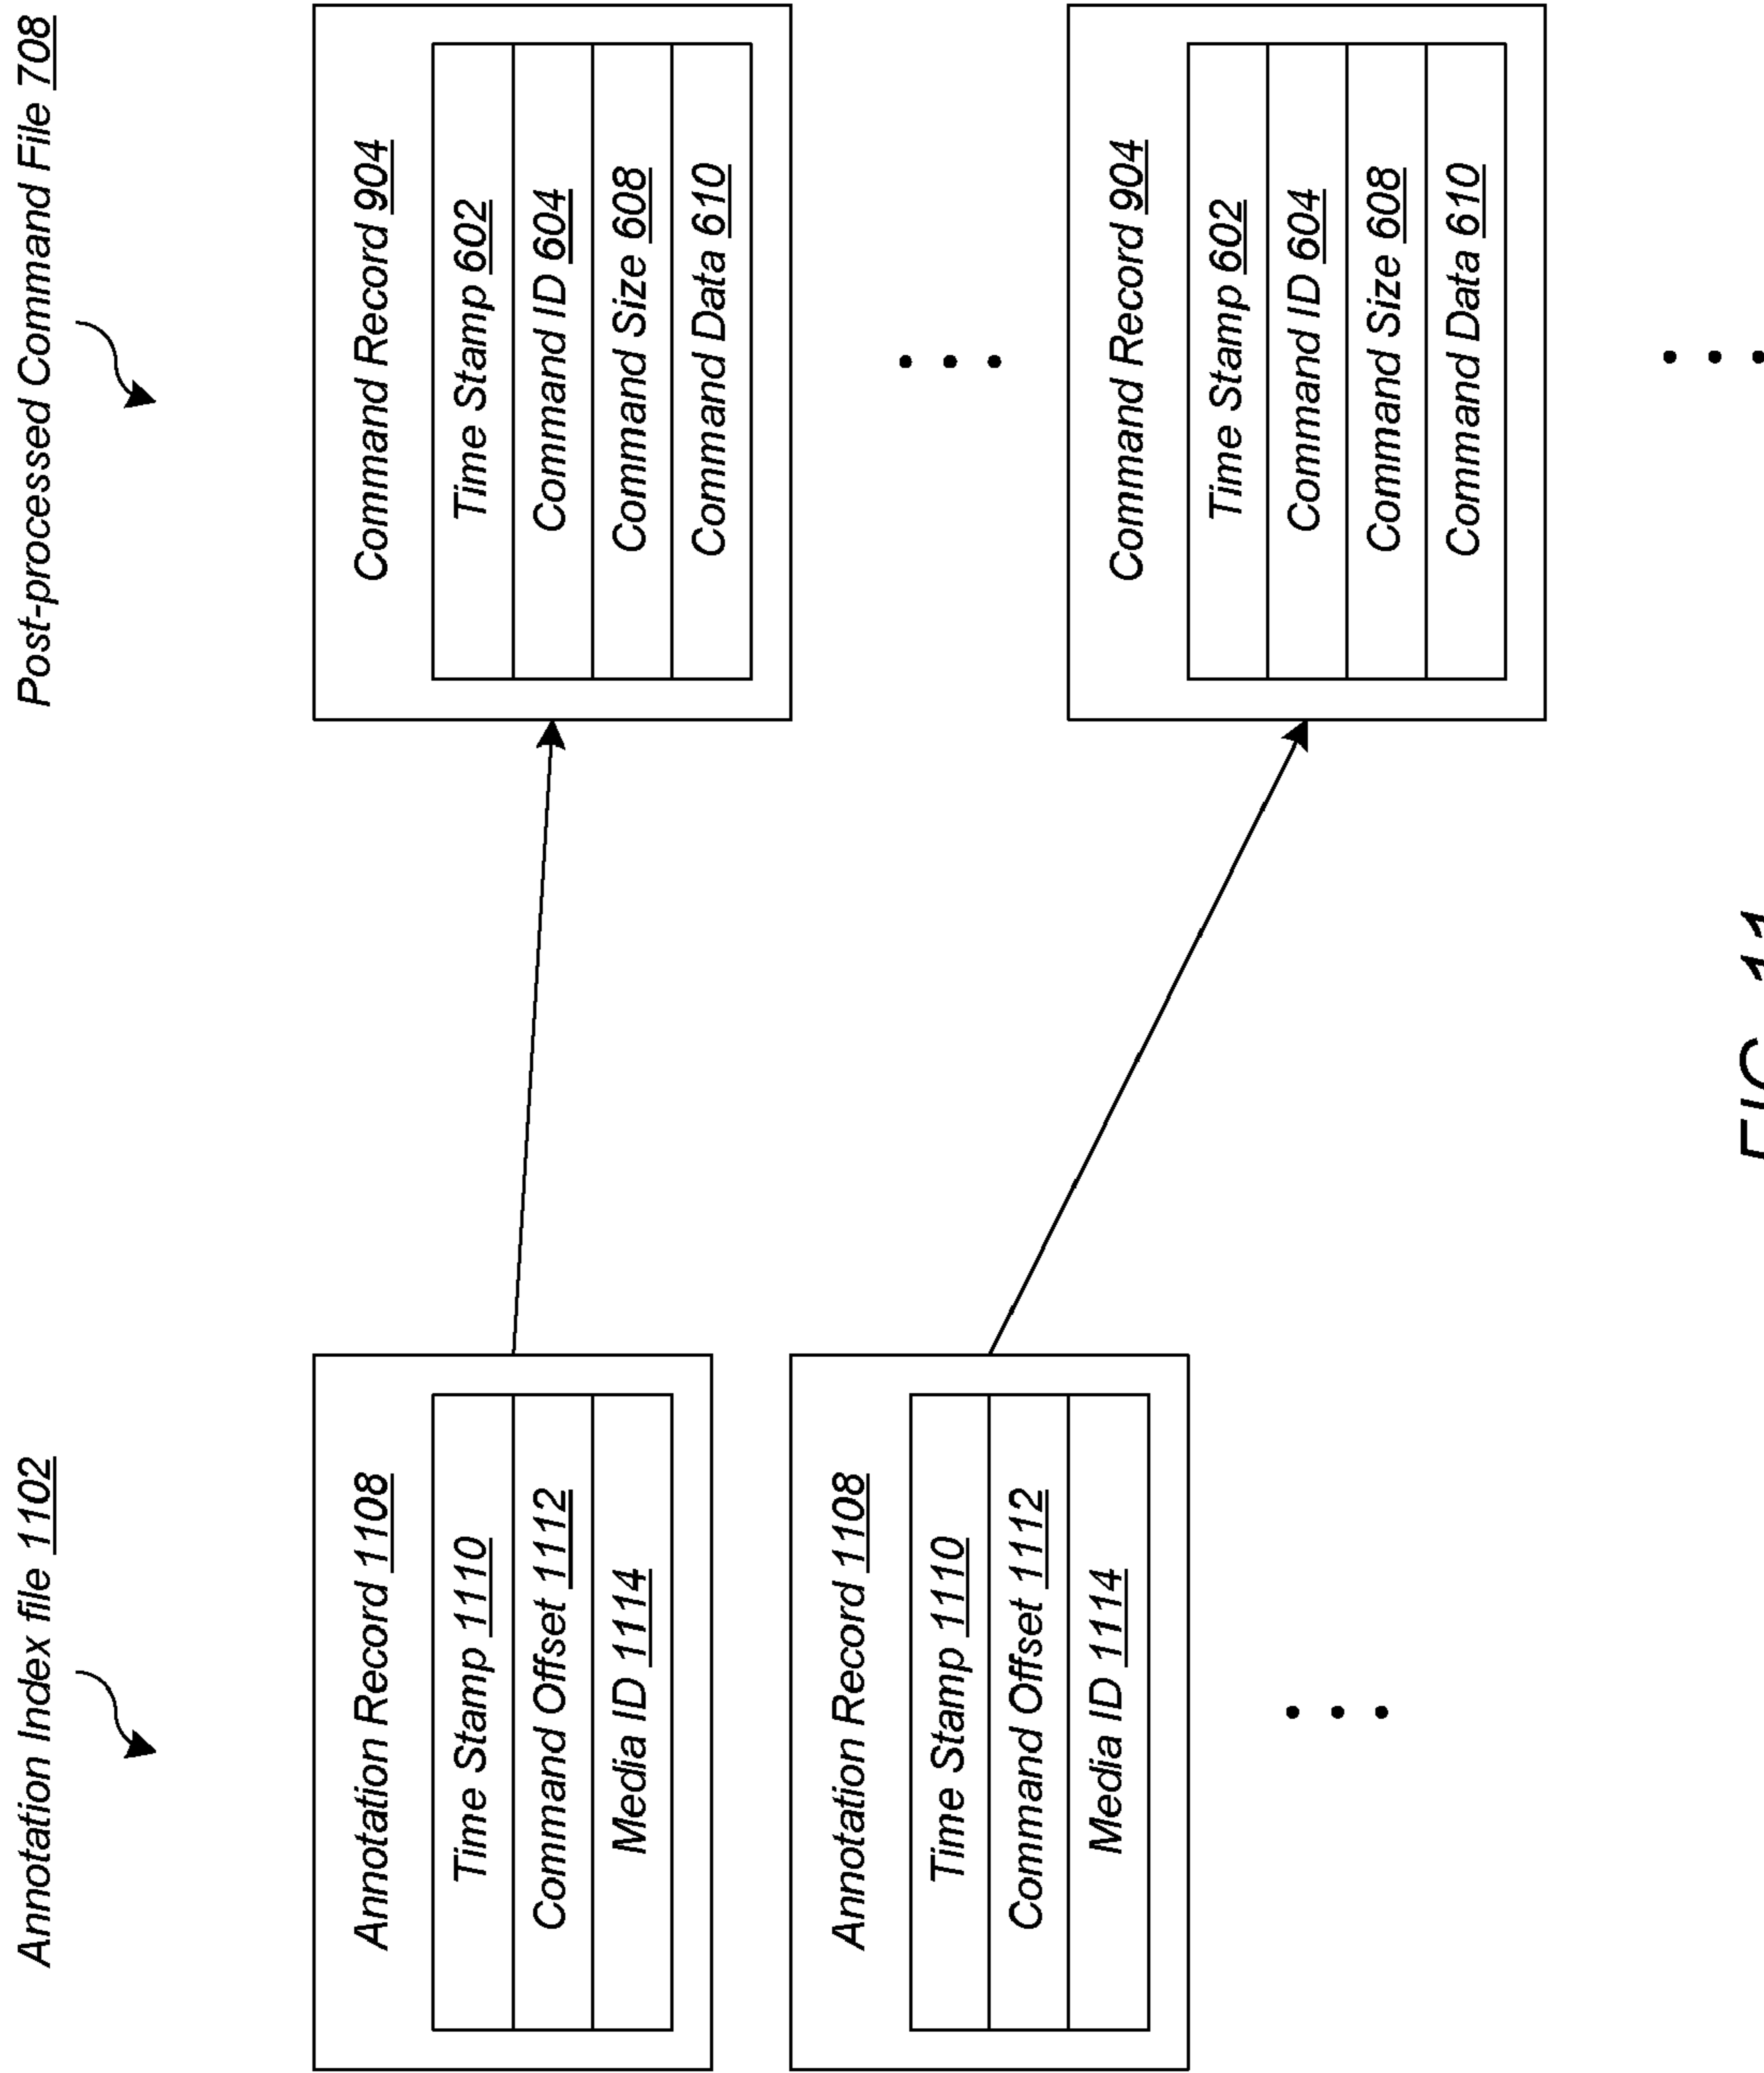 Annotation Index file 1102
Annotation Record 1108
Time Stamp 1110
Command Offset 1112
Media ID 1114
Annotation Record 1108
Time Stamp 1110
Command Offset 1112
Media ID 1114
Post-processed Command File 708
Command Record 904
Time Stamp 602
Command ID 604
Command Size 608
Command Data 610
Command Record 904
Time Stamp 602
Command ID 604
Command Size 608
Command Data 610
FIG. 11